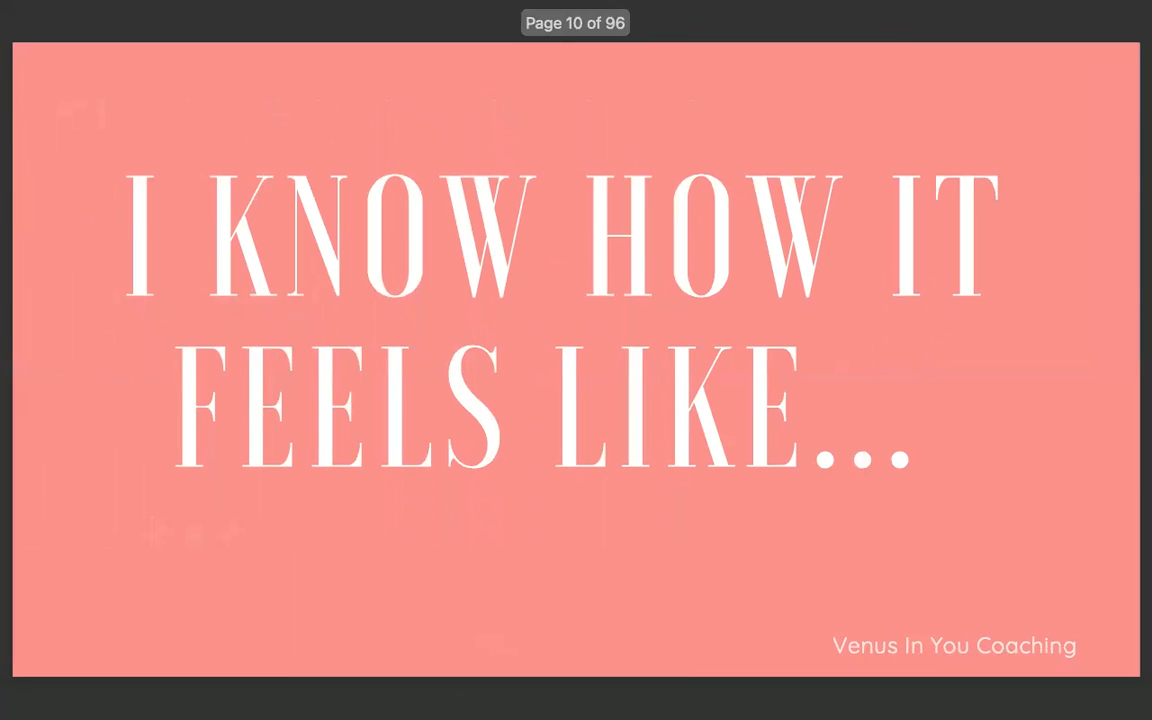 Page 10 of 96
I KNOW HOW IT
FEELS LIKE...
Venus In You Coaching